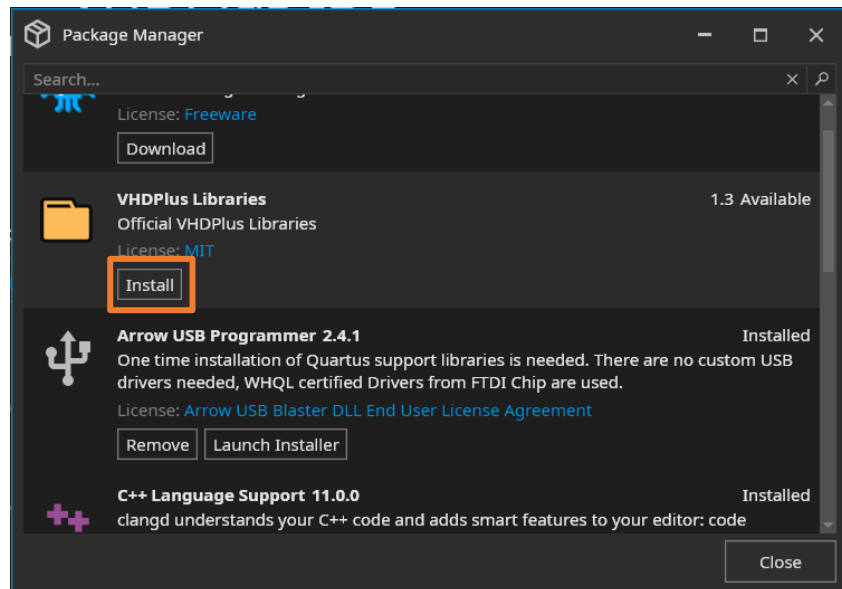 Package Manager
Search...
License: Freeware
Download
VHDPlus Libraries
1.3 Available
Official VHDPlus Libraries
License: MIT
Install
Arrow USB Programmer 2.4.1
Installed
One time installation of Quartus support libraries is needed. There are no custom USB
drivers needed, WHQL certified Drivers from FTDI Chip are used.
License: Arrow USB Blaster DLL End User License Agreement
Remove
Launch Installer
C++ Language Support 11.0.0
Installed
clangd understands your C++ code and adds smart features to your editor: code
Close